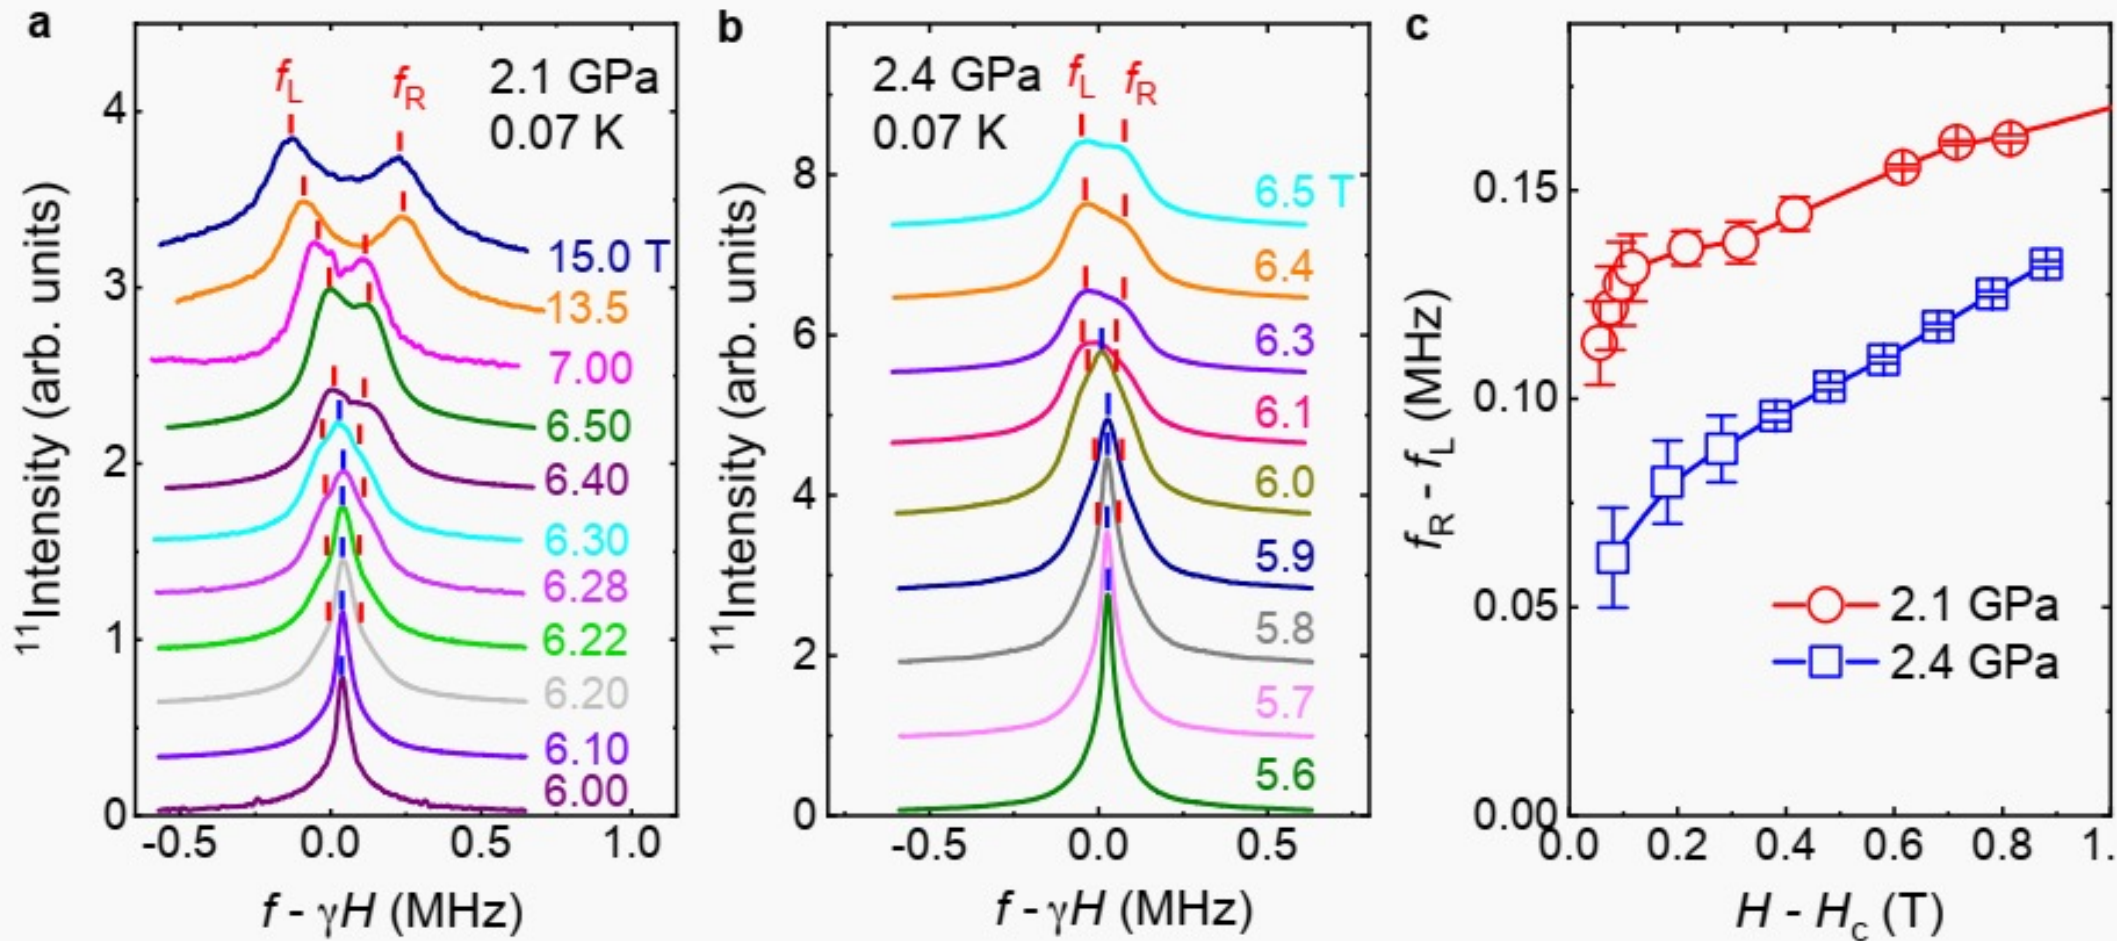 a
f_L
f_R
2.1 GPa
0.07 K
15.0 T
13.5
7.00
6.50
6.40
6.30
6.28
6.22
6.20
6.10
6.00
4
3
2
1
0
-0.5 0.0 0.5 1.0
¹¹Intensity (arb. units)
f - γH (MHz)
b
2.4 GPa
0.07 K
f_L
f_R
6.5 T
6.4
6.3
6.1
6.0
5.9
5.8
5.7
5.6
8
6
4
2
0
-0.5 0.0 0.5
¹¹Intensity (arb. units)
f - γH (MHz)
c
0.15
0.10
0.05
0.00
0.0 0.2 0.4 0.6 0.8 1.
f_R - f_L (MHz)
2.1 GPa
2.4 GPa
H - H_c (T)